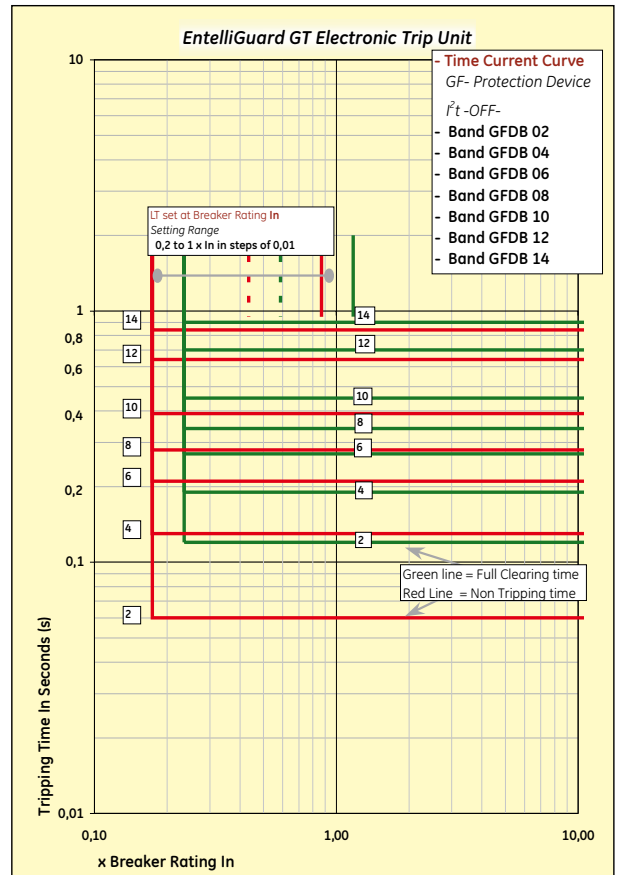 EntelliGuard GT Electronic Trip Unit
10
- Time Current Curve
GF- Protection Device
I²t -OFF-
- Band GFDB 02
- Band GFDB 04
- Band GFDB 06
- Band GFDB 08
- Band GFDB 10
- Band GFDB 12
- Band GFDB 14
LT set at Breaker Rating In
Setting Range
0,2 to 1 x In in steps of 0,01
1
14
14
0,8
12
12
0,6
10
10
0,4
8
8
6
6
0,2
4
4
2
0,1
Green line = Full Clearing time
Red Line = Non Tripping time
2
Tripping Time In Seconds (s)
0,01
0,10
1,00
10,00
x Breaker Rating In